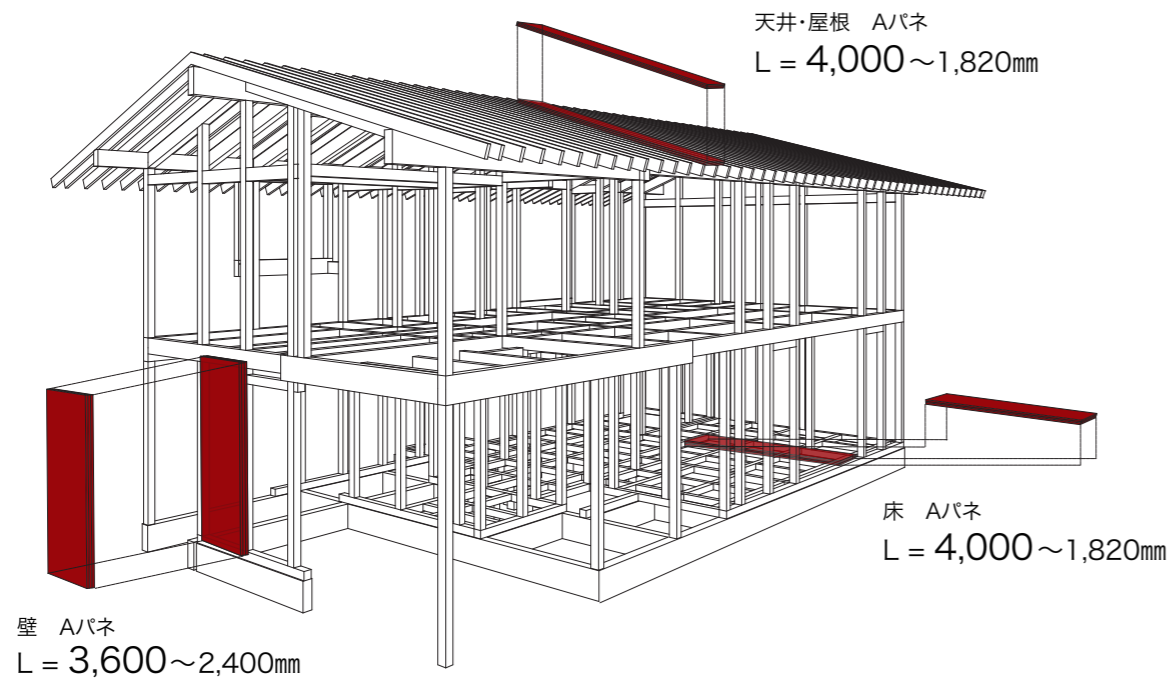 天井・屋根　Aパネ
L = 4,000～1,820㎜
床　Aパネ
L = 4,000～1,820㎜
壁　Aパネ
L = 3,600～2,400㎜